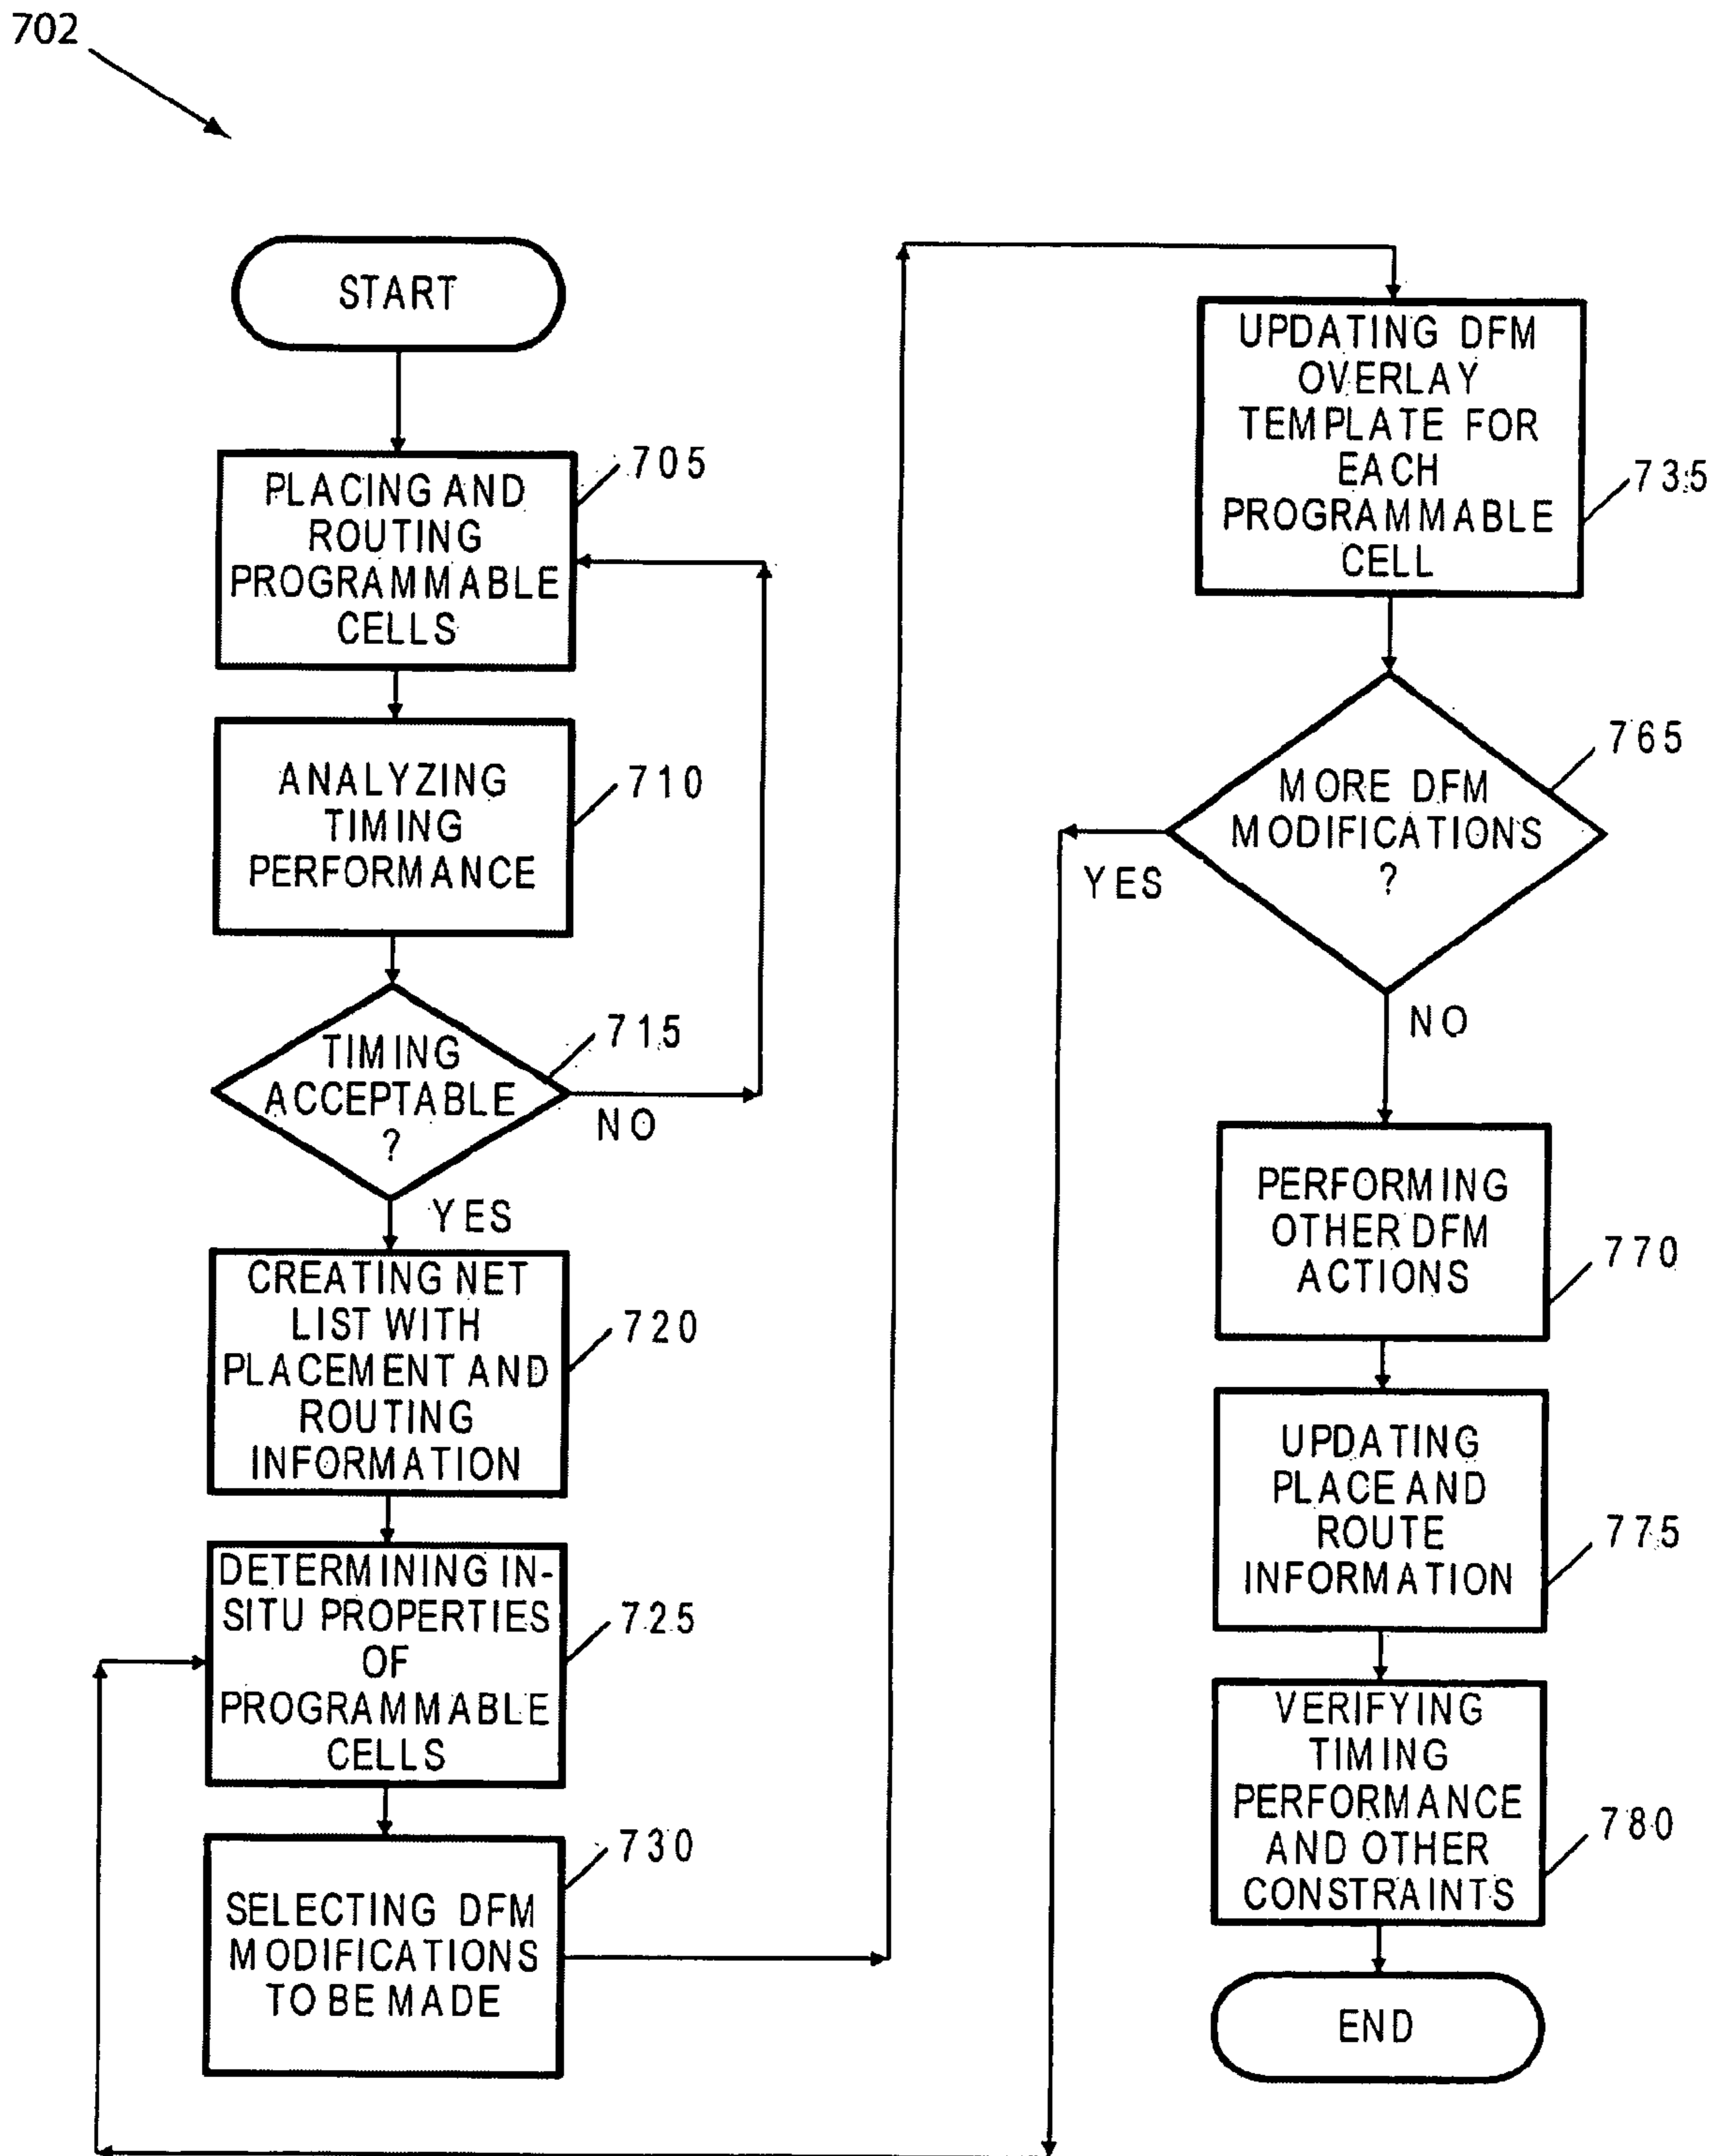 702
START
PLACING AND
ROUTING
PROGRAMMABLE
CELLS
705
ANALYZING
TIMING
PERFORMANCE
710
TIMING
ACCEPTABLE
?
715
NO
YES
CREATING NET
LIST WITH
PLACEMENT AND
ROUTING
INFORMATION
720
DETERMINING IN-
SITU PROPERTIES
OF
PROGRAMMABLE
CELLS
725
SELECTING DFM
MODIFICATIONS
TO BE MADE
730
UPDATING DFM
OVERLAY
TEMPLATE FOR
EACH
PROGRAMMABLE
CELL
735
MORE DFM
MODIFICATIONS
?
765
YES
NO
PERFORMING
OTHER DFM
ACTIONS
770
UPDATING
PLACE AND
ROUTE
INFORMATION
775
VERIFYING
TIMING
PERFORMANCE
AND OTHER
CONSTRAINTS
780
END